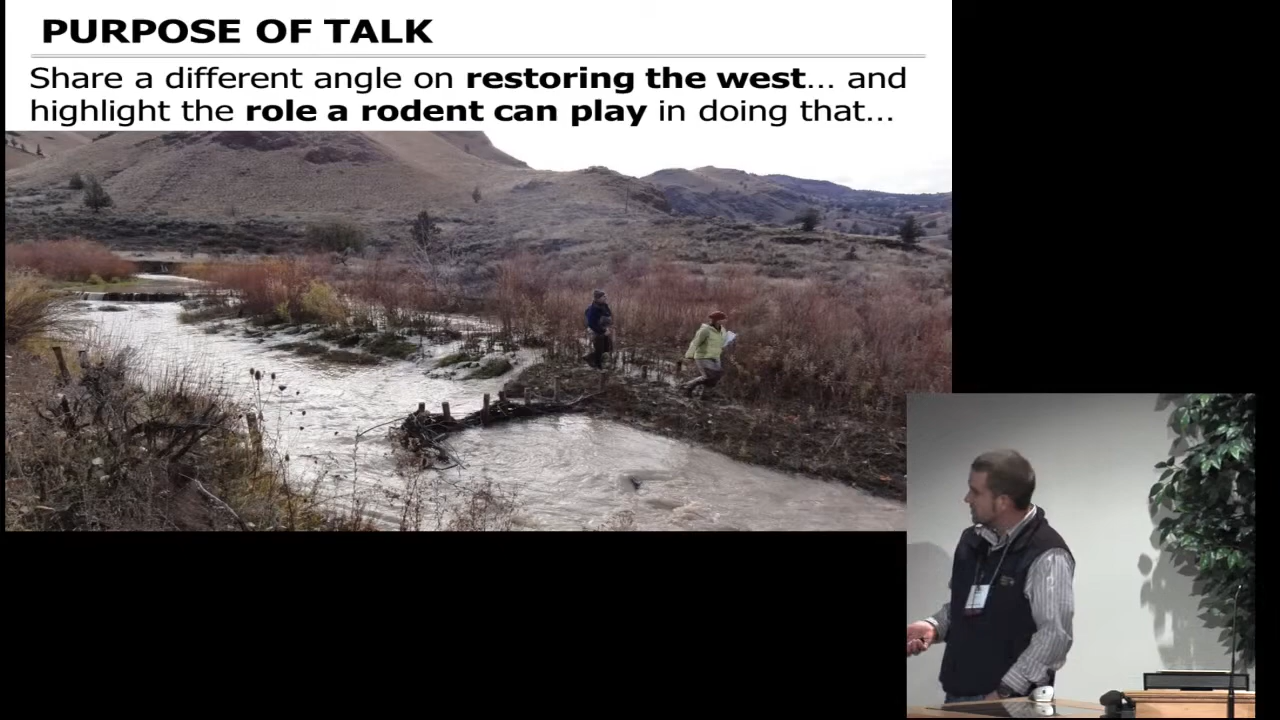 PURPOSE OF TALK
Share a different angle on restoring the west... and
highlight the role a rodent can play in doing that...